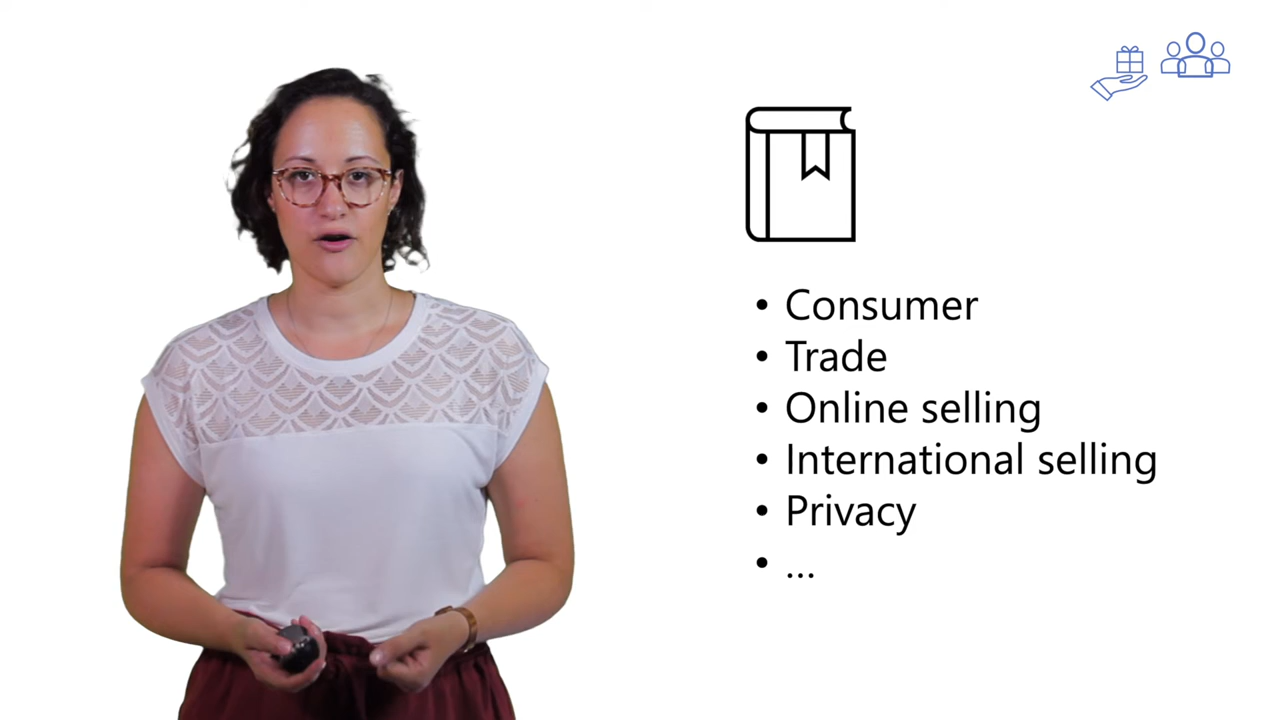 • Consumer
• Trade
• Online selling
• International selling
• Privacy
• ...